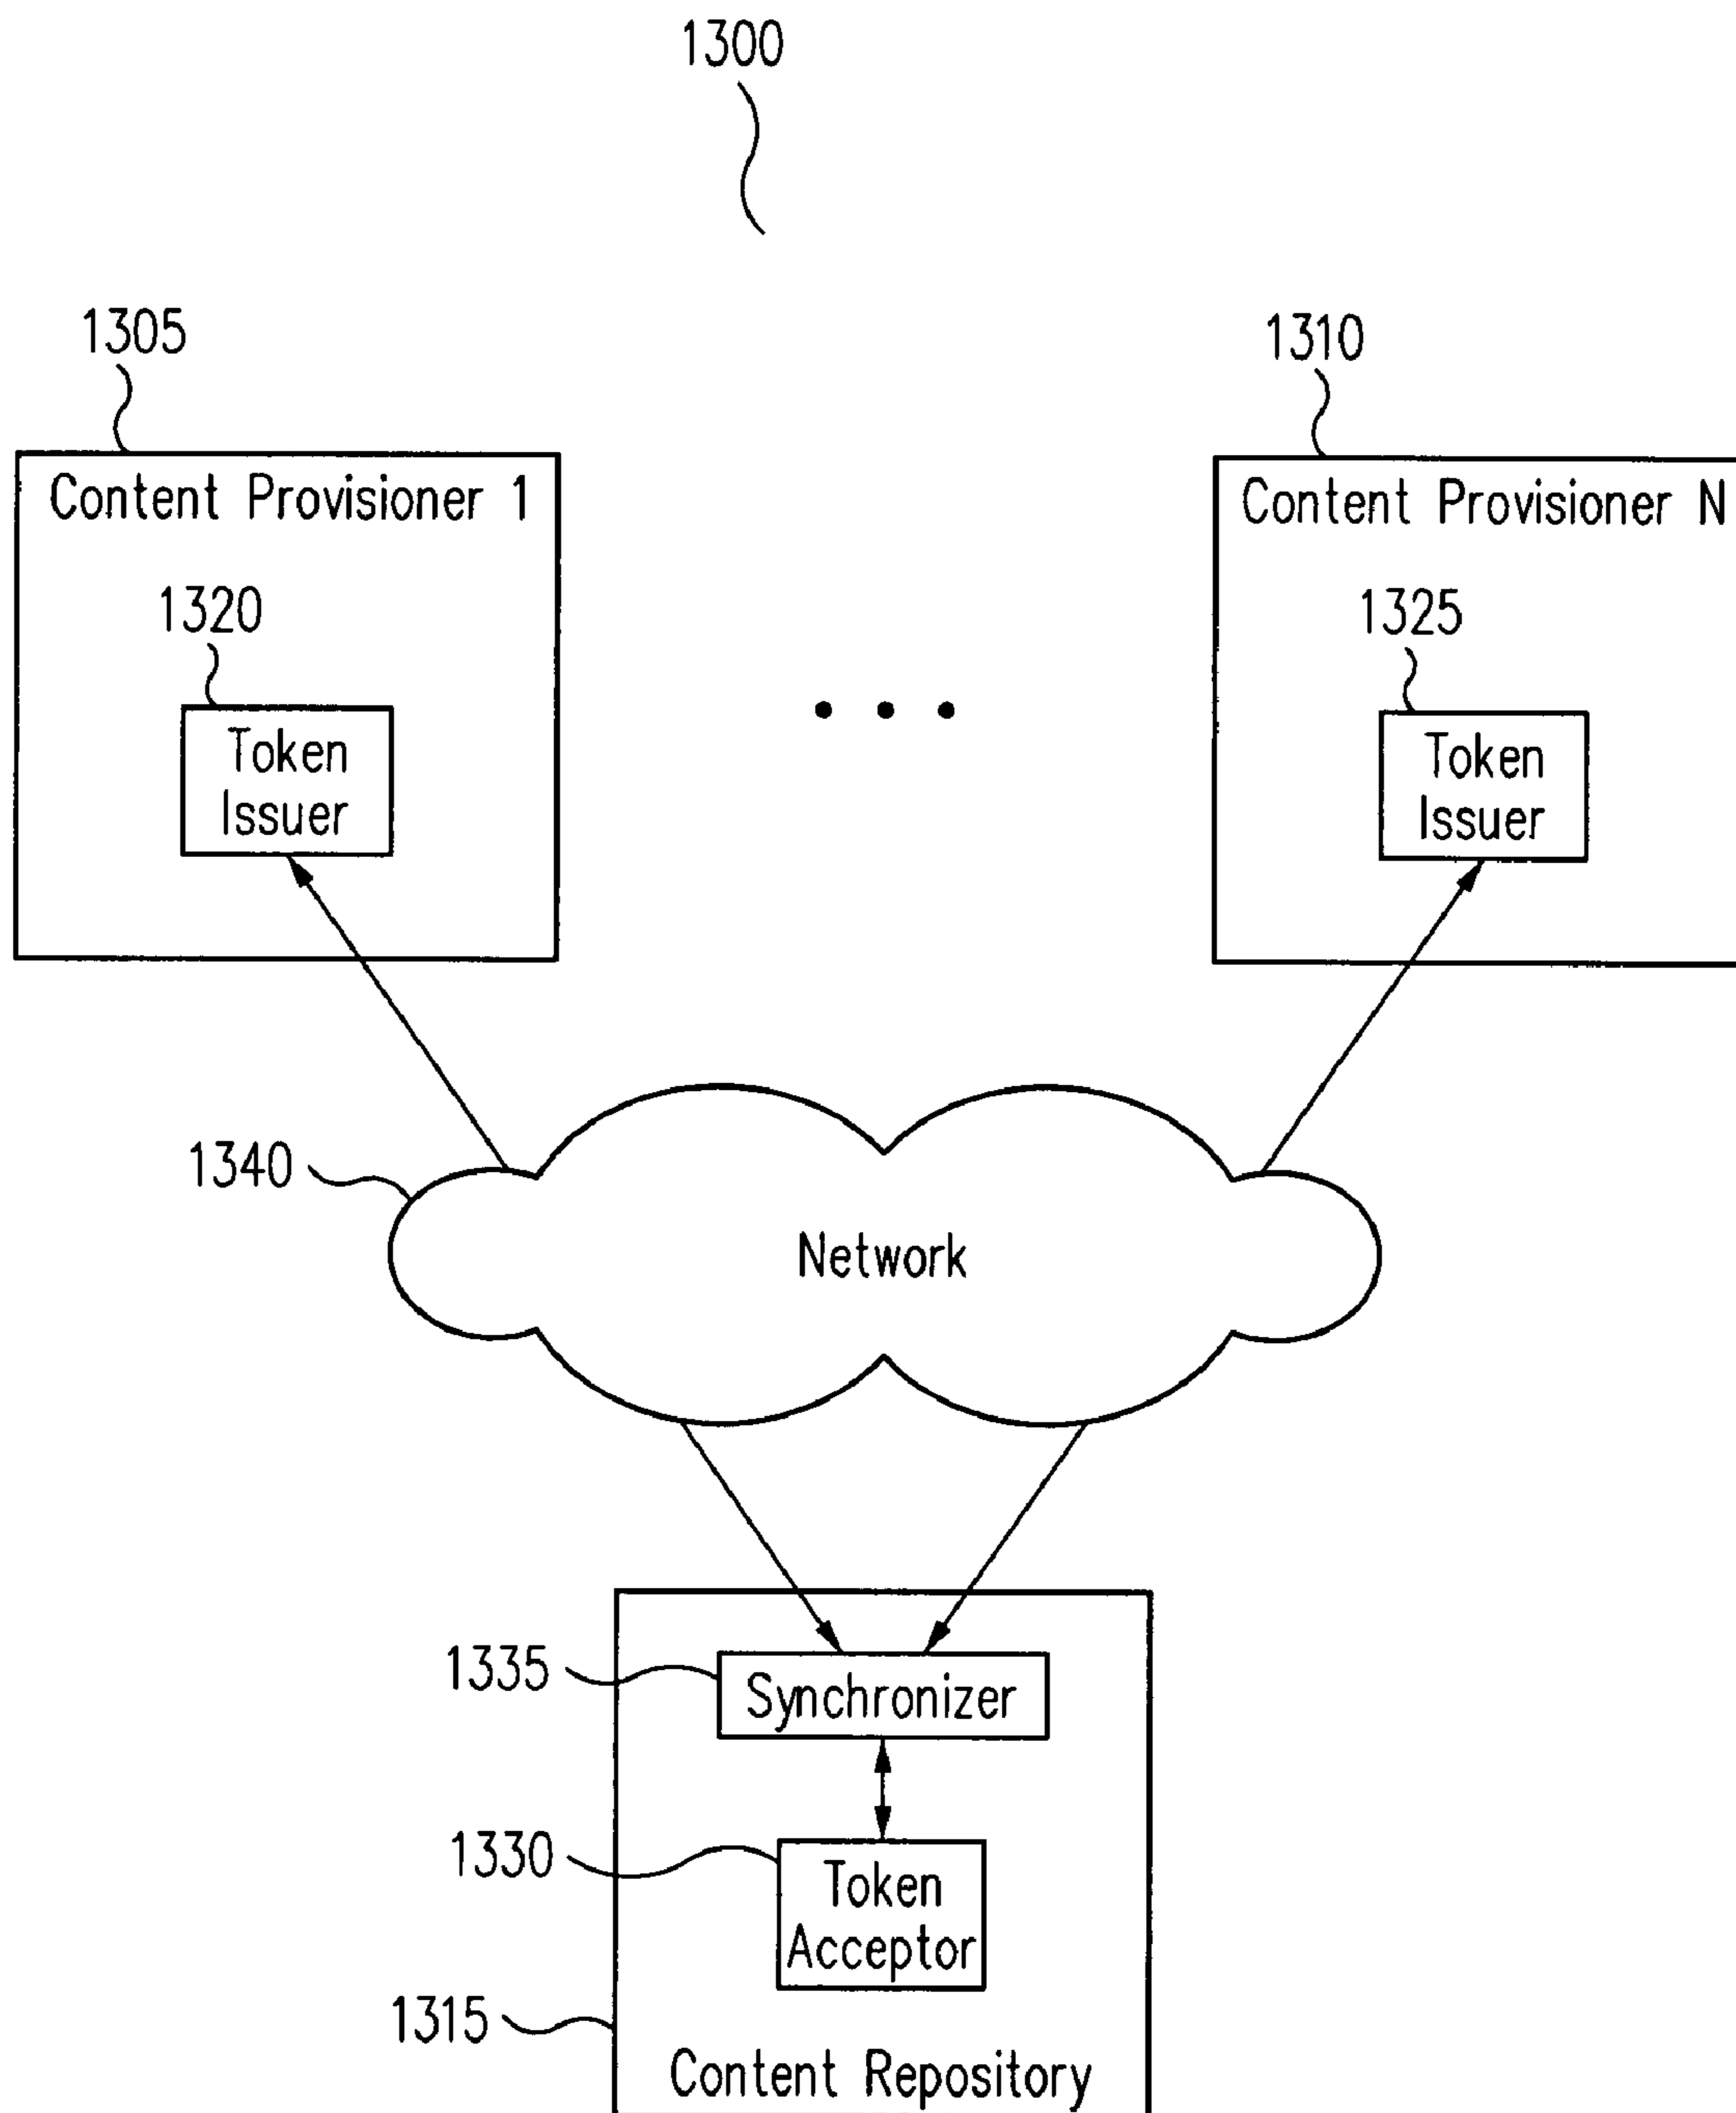 1300
1305
1310
Content Provisioner 1
Content Provisioner N
1320
1325
Token
Issuer
Token
Issuer
1340
Network
1335
Synchronizer
1330
Token
Acceptor
1315
Content Repository